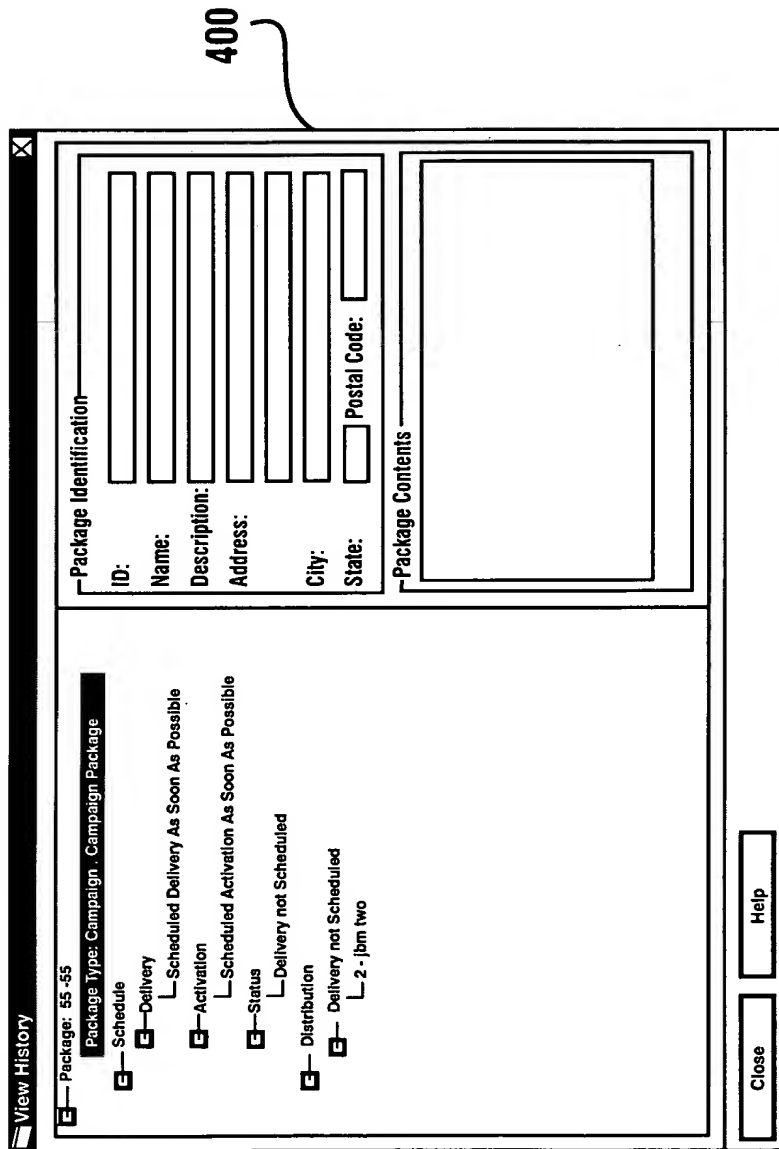 400
View History
Package: 55 -55
Package Type: Campaign . Campaign Package
Schedule
Delivery
Scheduled Delivery As Soon As Possible
Activation
Scheduled Activation As Soon As Possible
Status
Delivery not Scheduled
Distribution
Delivery not Scheduled
2 - jbm two
Package Identification
ID:
Name:
Description:
Address:
City:
State: Postal Code:
Package Contents
Close Help